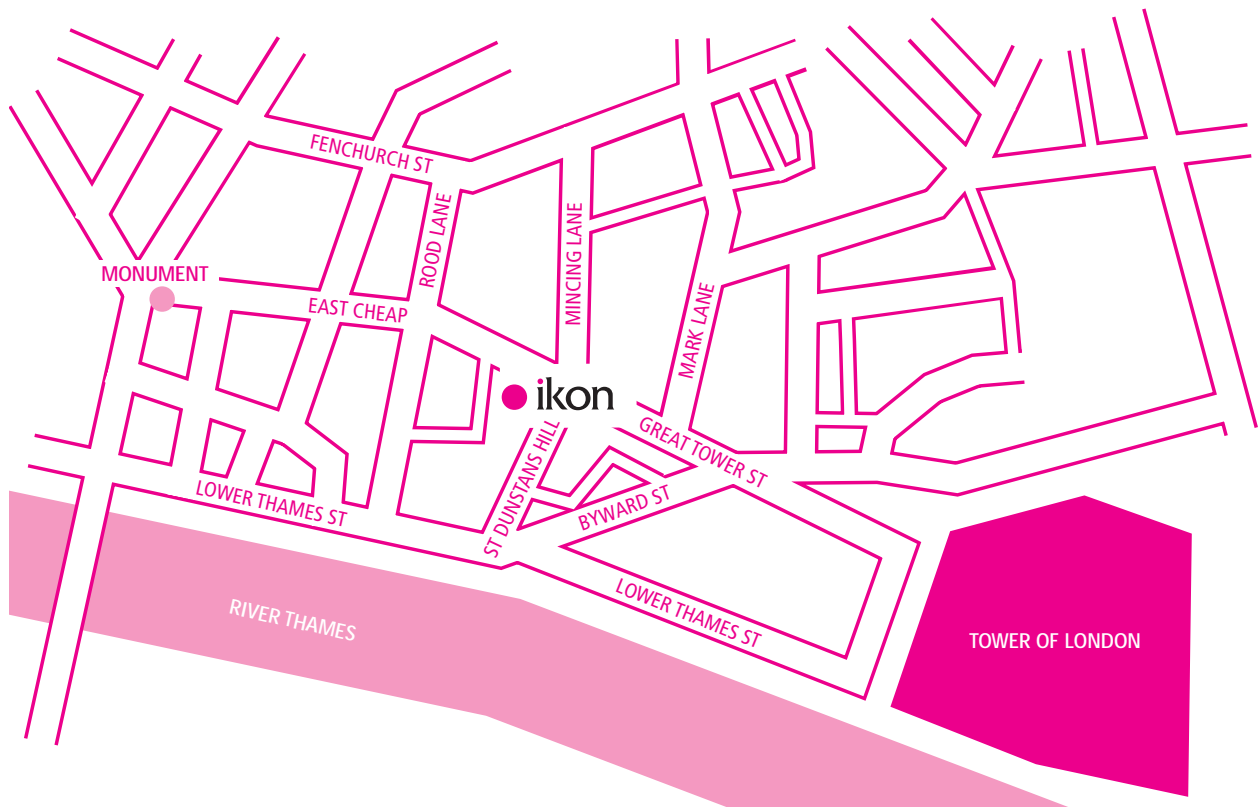 FENCHURCH ST
ROOD LANE
MINCING LANE
MONUMENT
EAST CHEAP
MARK LANE
ikon
GREAT TOWER ST
ST DUNSTANS HILL
LOWER THAMES ST
BYWARD ST
LOWER THAMES ST
RIVER THAMES
TOWER OF LONDON